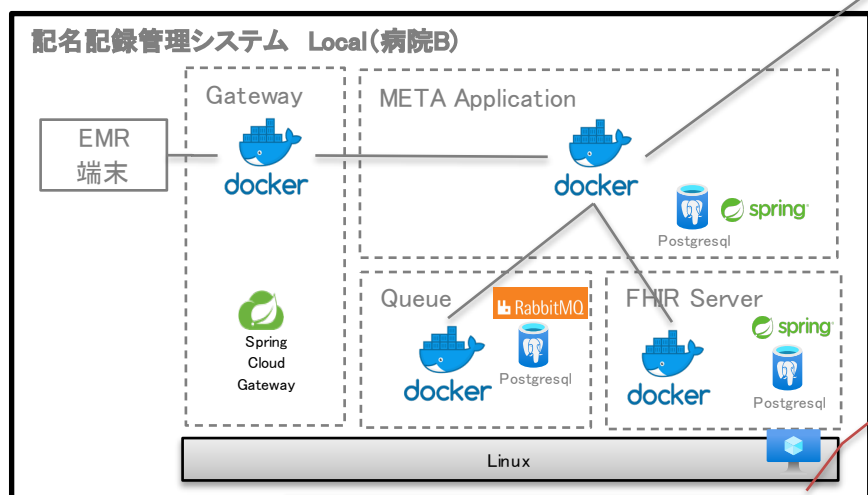 記名記録管理システム Local(病院B)
Gateway
META Application
EMR
端末
docker
docker
spring
Postgresql
Queue
RabbitMQ
FHIR Server
spring
Spring
Cloud
Gateway
docker
Postgresql
docker
Postgresql
Linux